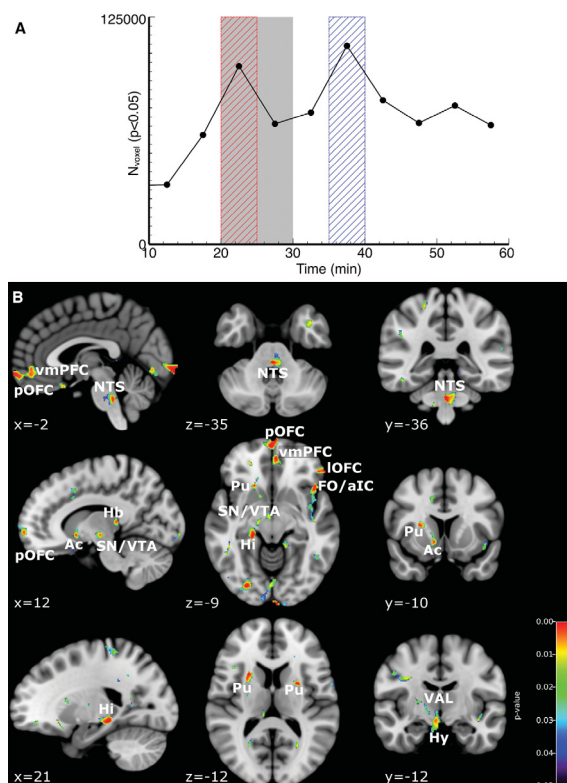 A
125000
N voxel (p<0.05)
0
10 20 30 40 50 60
Time (min)
B
vmPFC
pOFC
NTS
x=-2
NTS
z=-35
NTS
y=-36
Hb
Ac SN/VTA
pOFC
x=12
pOFC
vmPFC
lOFC
Pu FO/aIC
SN/VTA
Hi
z=-9
Pu
Ac
y=-10
Hi
x=21
Pu Pu
z=-12
VAL
Hy
y=-12
0.00
0.01
0.02
0.03
0.04
p-value